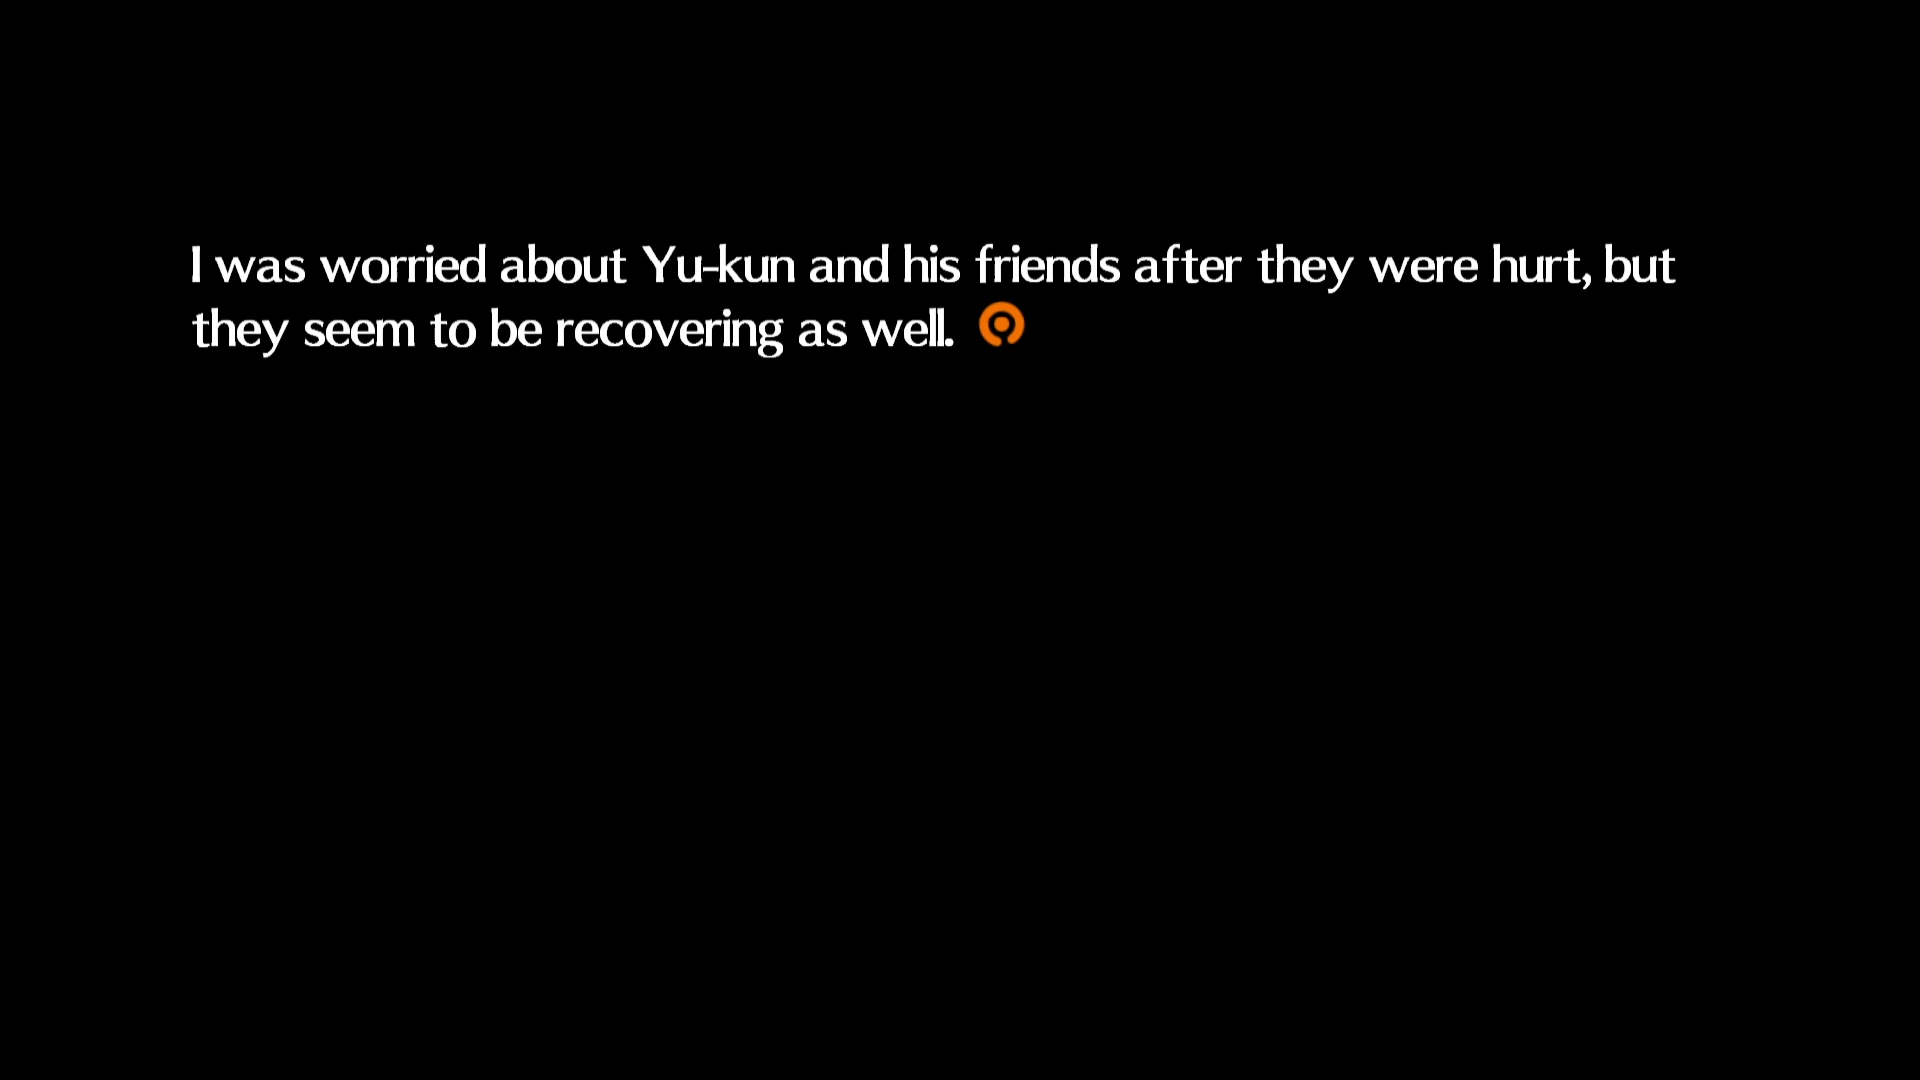 I was worried about Yu-kun and his friends after they were hurt, but
they seem to be recovering as well.